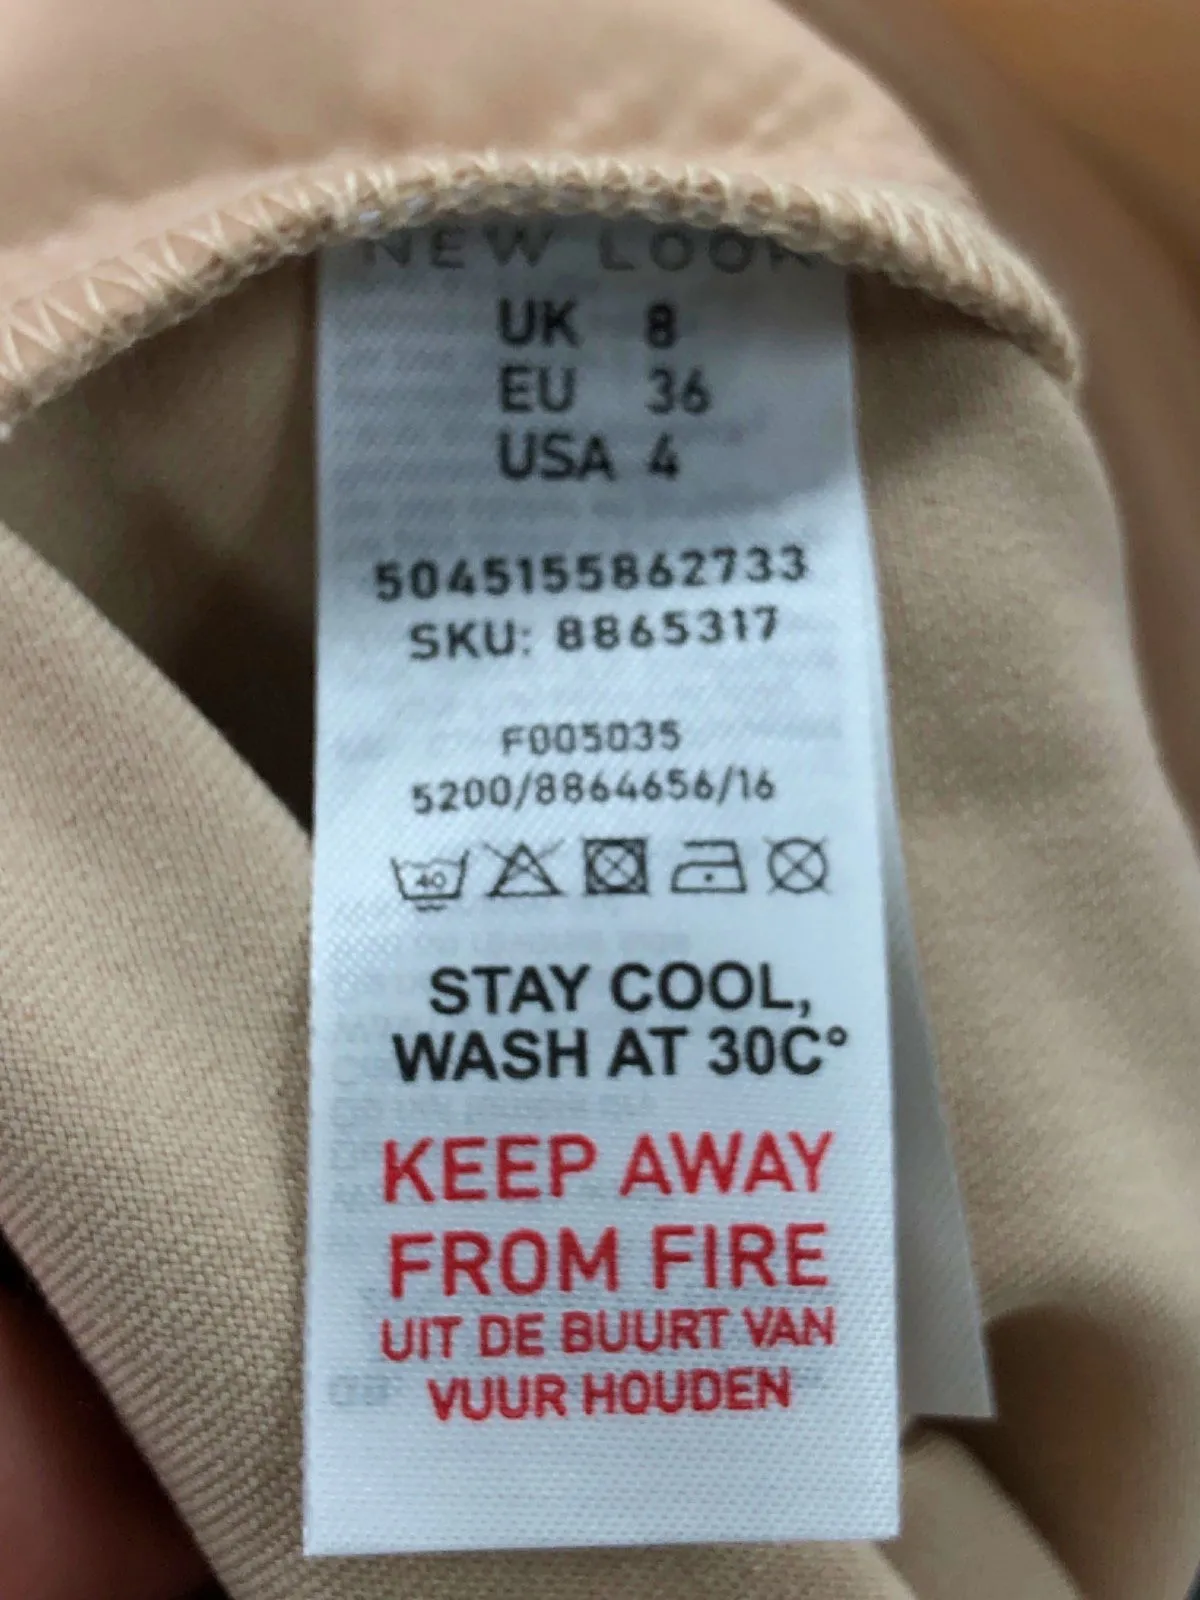 NEW LOOK
UK 8
EU 36
USA 4
5045155862733
SKU: 8865317
F005035
5200/8864656/16
40
STAY COOL,
WASH AT 30C°
KEEP AWAY
FROM FIRE
UIT DE BUURT VAN
VUUR HOUDEN